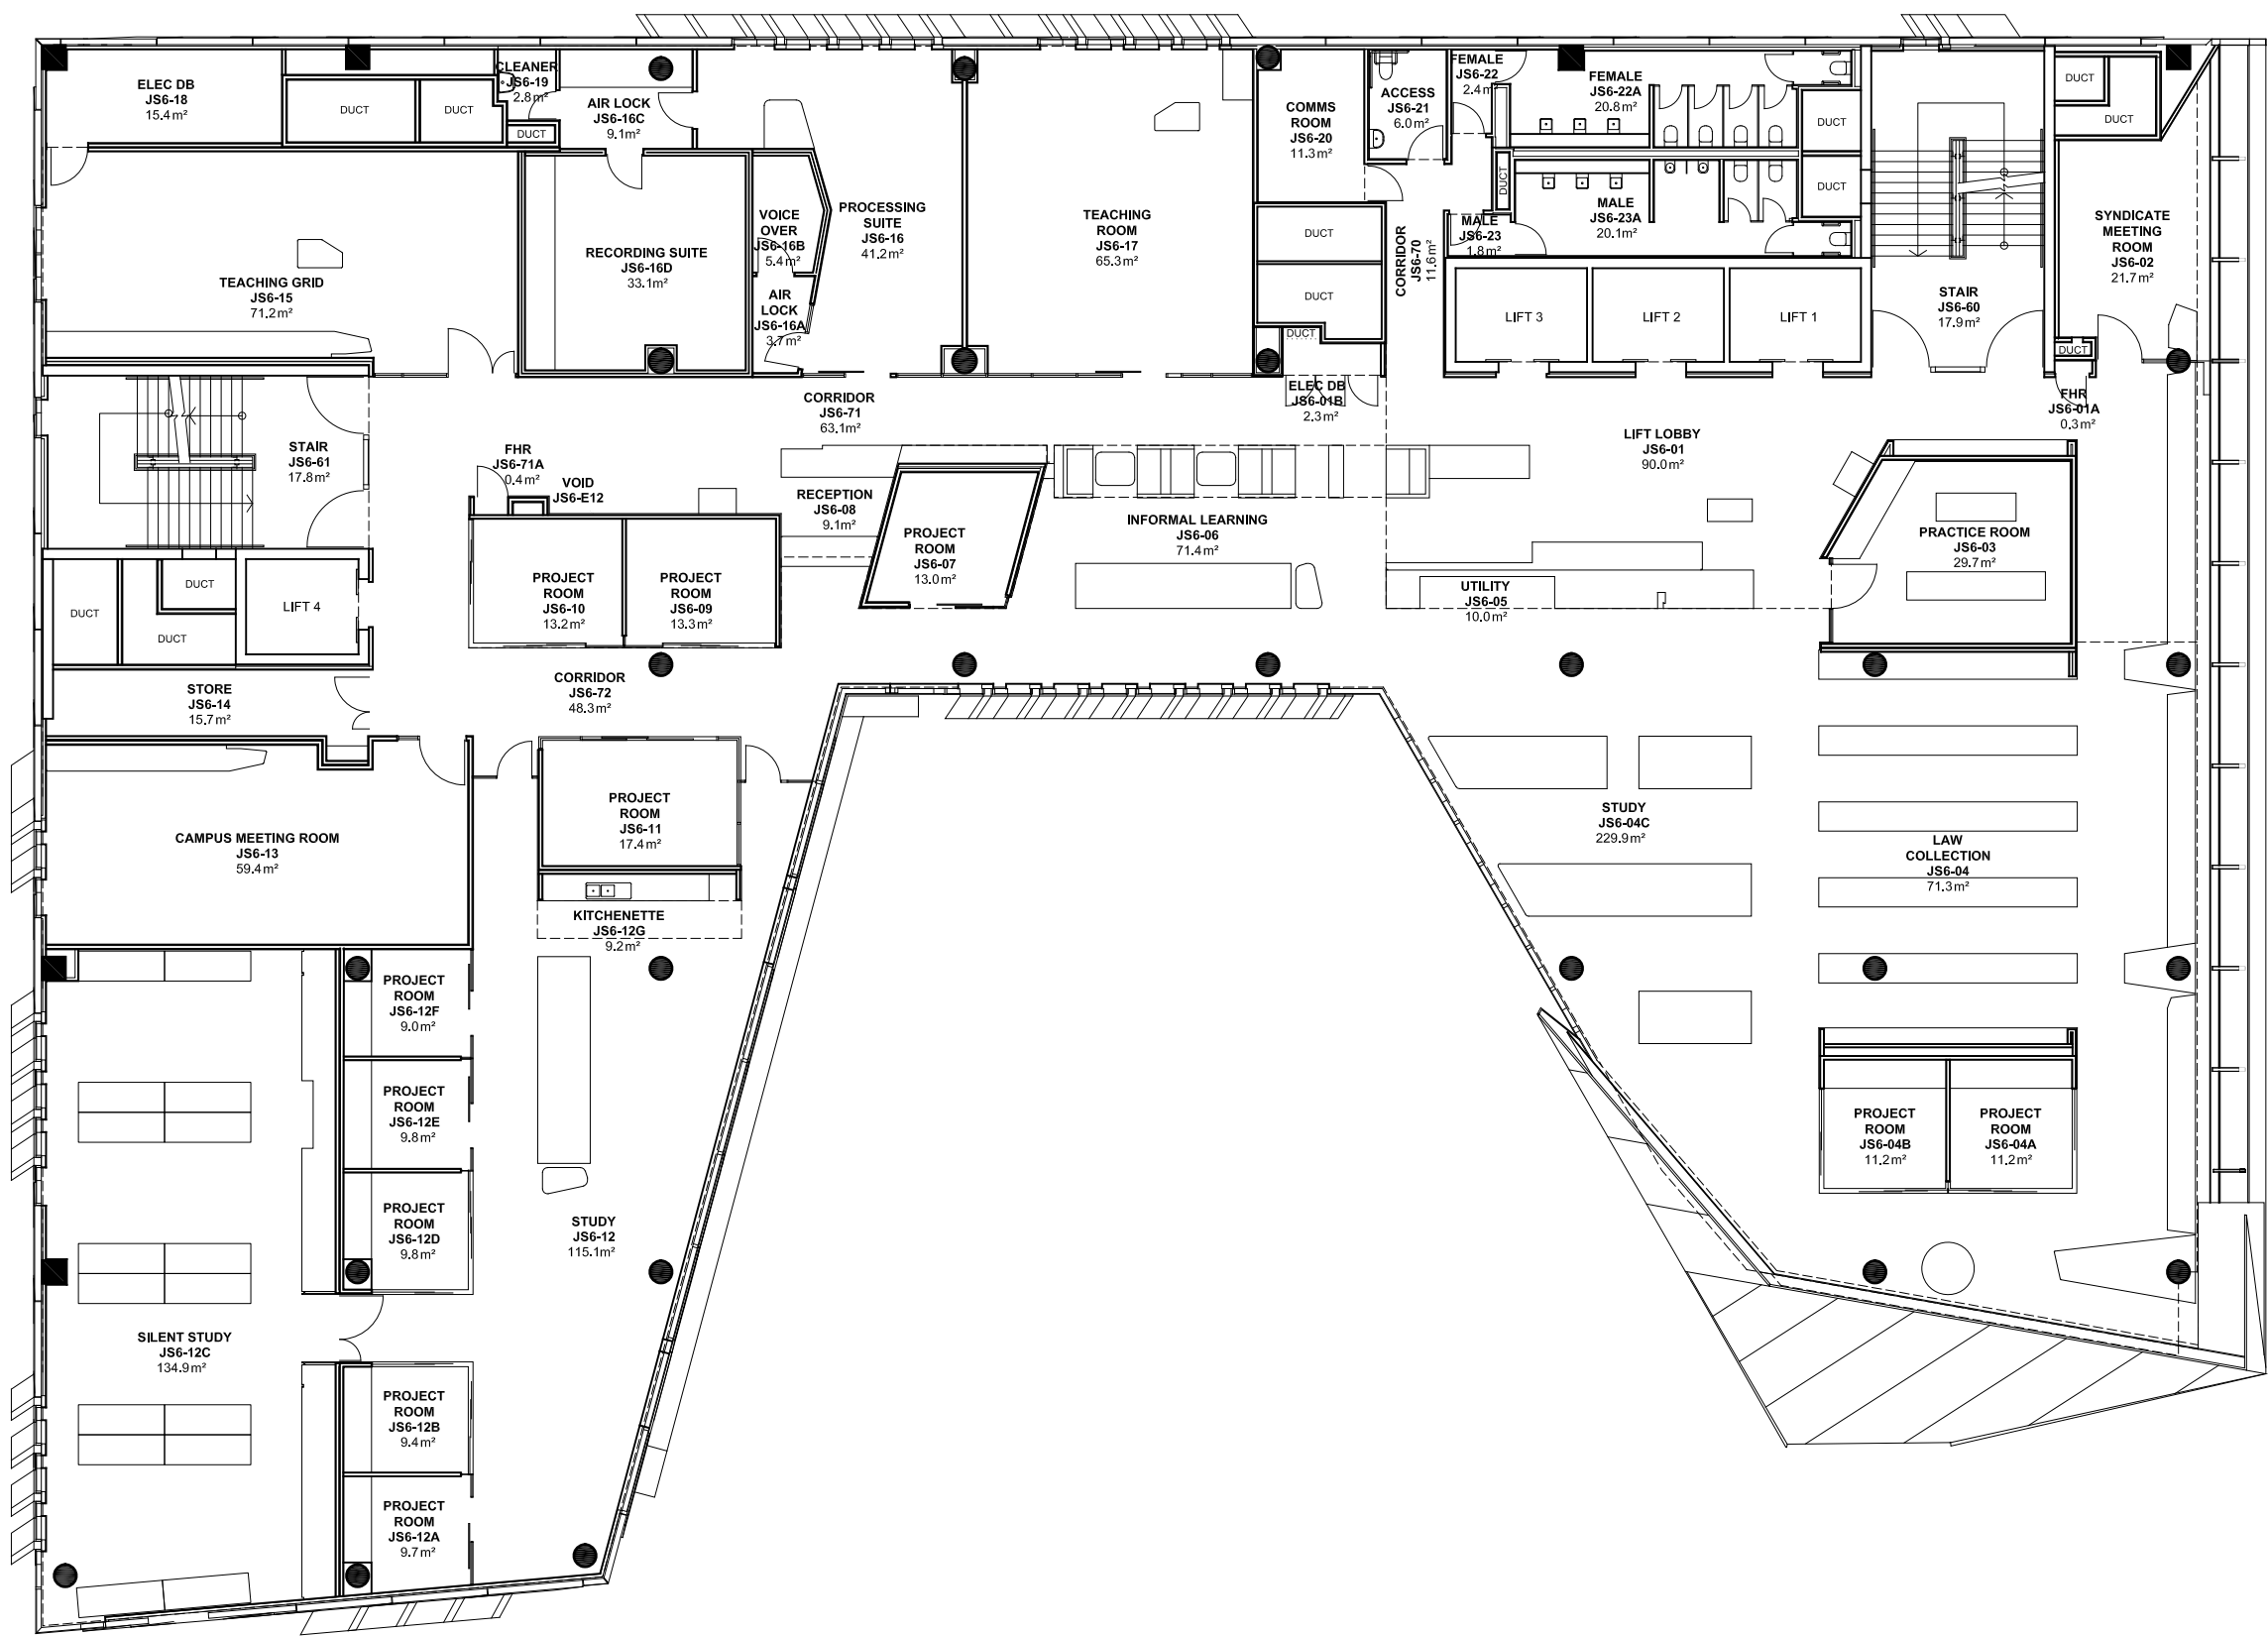 ELEC DB
JS6-18
15.4m²
DUCT
DUCT
CLEANER
JS6-19
2.8m²
DUCT
AIR LOCK
JS6-16C
9.1m²
TEACHING GRID
JS6-15
71.2m²
RECORDING SUITE
JS6-16D
33.1m²
VOICE
OVER
JS6-16B
5.4m²
AIR
LOCK
JS6-16A
3.7m²
PROCESSING
SUITE
JS6-16
41.2m²
TEACHING
ROOM
JS6-17
65.3m²
COMMS
ROOM
JS6-20
11.3m²
DUCT
DUCT
DUCT
ACCESS
JS6-21
6.0m²
FEMALE
JS6-22
2.4m²
FEMALE
JS6-22A
20.8m²
DUCT
DUCT
DUCT
MALE
JS6-23
1.8m²
MALE
JS6-23A
20.1m²
CORRIDOR
JS6-70
11.6m²
LIFT 3
LIFT 2
LIFT 1
STAIR
JS6-60
17.9m²
DUCT
DUCT
SYNDICATE
MEETING
ROOM
JS6-02
21.7m²
DUCT
FHR
JS6-01A
0.3m²
ELEC DB
JS6-01B
2.3m²
CORRIDOR
JS6-71
63.1m²
STAIR
JS6-61
17.8m²
FHR
JS6-71A
0.4m²
VOID
JS6-E12
RECEPTION
JS6-08
9.1m²
PROJECT
ROOM
JS6-07
13.0m²
INFORMAL LEARNING
JS6-06
71.4m²
LIFT LOBBY
JS6-01
90.0m²
UTILITY
JS6-05
10.0m²
PRACTICE ROOM
JS6-03
29.7m²
PROJECT
ROOM
JS6-10
13.2m²
PROJECT
ROOM
JS6-09
13.3m²
DUCT
DUCT
DUCT
LIFT 4
STORE
JS6-14
15.7m²
CORRIDOR
JS6-72
48.3m²
CAMPUS MEETING ROOM
JS6-13
59.4m²
PROJECT
ROOM
JS6-11
17.4m²
KITCHENETTE
JS6-12G
9.2m²
STUDY
JS6-04C
229.9m²
LAW
COLLECTION
JS6-04
71.3m²
PROJECT
ROOM
JS6-12F
9.0m²
PROJECT
ROOM
JS6-12E
9.8m²
PROJECT
ROOM
JS6-12D
9.8m²
STUDY
JS6-12
115.1m²
PROJECT
ROOM
JS6-04B
11.2m²
PROJECT
ROOM
JS6-04A
11.2m²
SILENT STUDY
JS6-12C
134.9m²
PROJECT
ROOM
JS6-12B
9.4m²
PROJECT
ROOM
JS6-12A
9.7m²